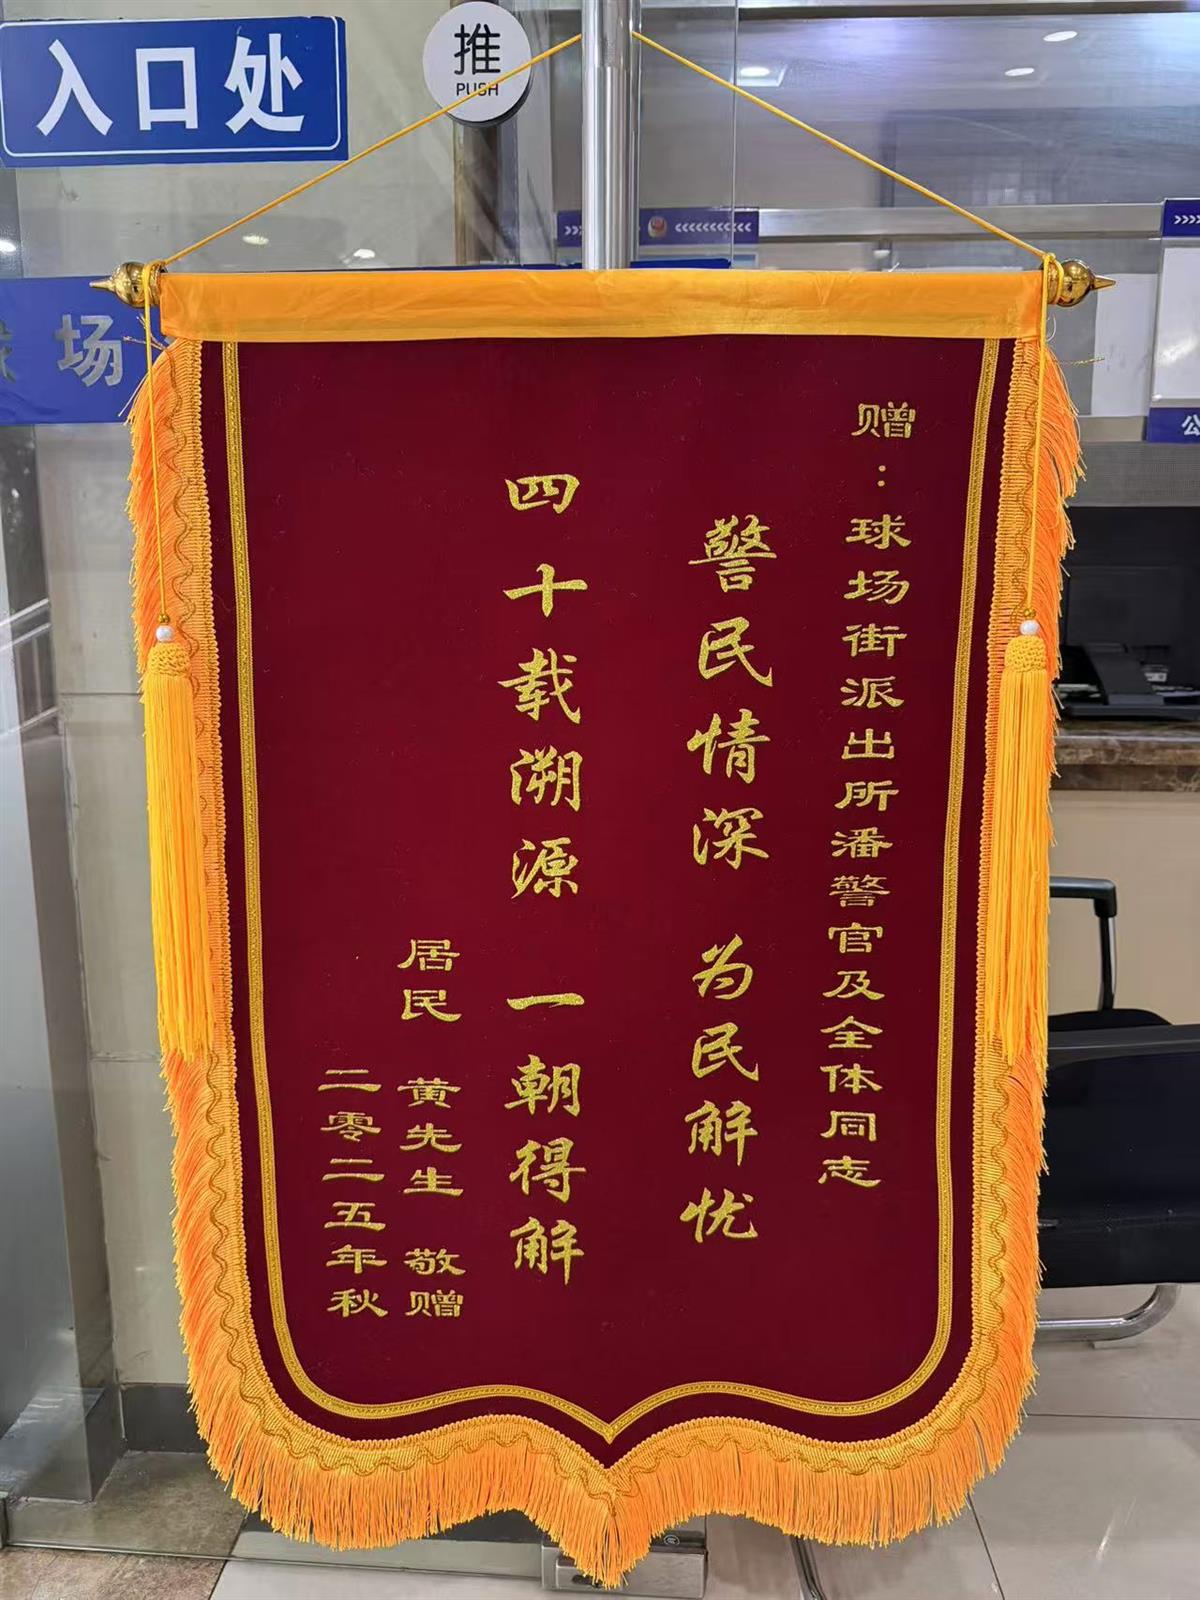 入口处
推
PUSH
场
公
赠：球场街派出所潘警官及全体同志
警民情深 为民解忧
四十载溯源 一朝得解
居民 黄先生 敬赠
二零二五年秋